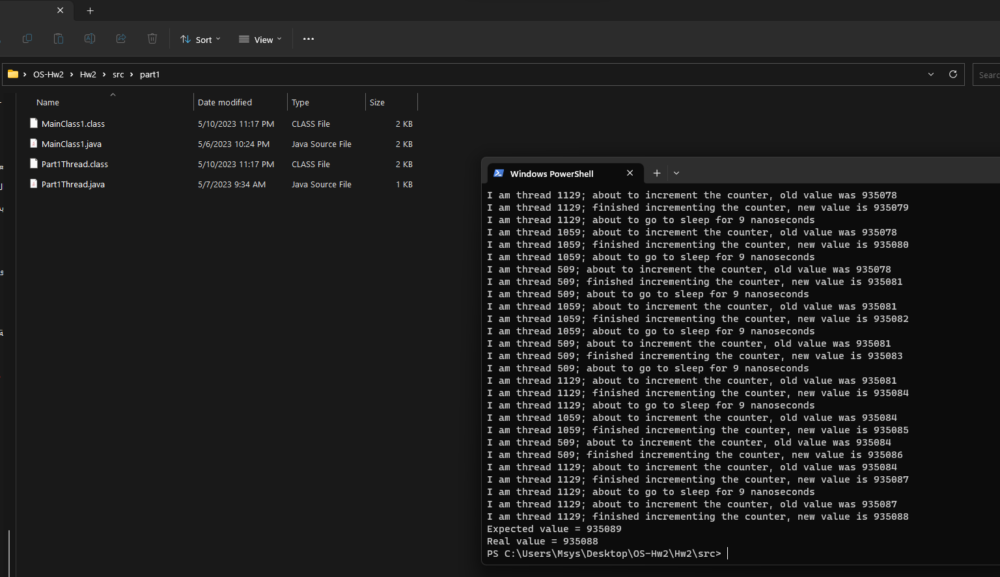 Sort
View
OS-Hw2 > Hw2 > src > part1
Searc
Name Date modified Type Size
MainClass1.class 5/10/2023 11:17 PM CLASS File 2 KB
MainClass1.java 5/6/2023 10:24 PM Java Source File 2 KB
Part1Thread.class 5/10/2023 11:17 PM CLASS File 2 KB
Part1Thread.java 5/7/2023 9:34 AM Java Source File 1 KB
Windows PowerShell
I am thread 1129; about to increment the counter, old value was 935078
I am thread 1129; finished incrementing the counter, new value is 935079
I am thread 1129; about to go to sleep for 9 nanoseconds
I am thread 1059; about to increment the counter, old value was 935078
I am thread 1059; finished incrementing the counter, new value is 935080
I am thread 1059; about to go to sleep for 9 nanoseconds
I am thread 509; about to increment the counter, old value was 935078
I am thread 509; finished incrementing the counter, new value is 935081
I am thread 509; about to go to sleep for 9 nanoseconds
I am thread 1059; about to increment the counter, old value was 935081
I am thread 1059; finished incrementing the counter, new value is 935082
I am thread 1059; about to go to sleep for 9 nanoseconds
I am thread 509; about to increment the counter, old value was 935081
I am thread 509; finished incrementing the counter, new value is 935083
I am thread 509; about to go to sleep for 9 nanoseconds
I am thread 1129; about to increment the counter, old value was 935081
I am thread 1129; finished incrementing the counter, new value is 935084
I am thread 1129; about to go to sleep for 9 nanoseconds
I am thread 1059; about to increment the counter, old value was 935084
I am thread 1059; finished incrementing the counter, new value is 935085
I am thread 509; about to increment the counter, old value was 935084
I am thread 509; finished incrementing the counter, new value is 935086
I am thread 1129; about to increment the counter, old value was 935084
I am thread 1129; finished incrementing the counter, new value is 935087
I am thread 1129; about to go to sleep for 9 nanoseconds
I am thread 1129; about to increment the counter, old value was 935087
I am thread 1129; finished incrementing the counter, new value is 935088
Expected value = 935089
Real value = 935088
PS C:\Users\Msys\Desktop\OS-Hw2\Hw2\src>